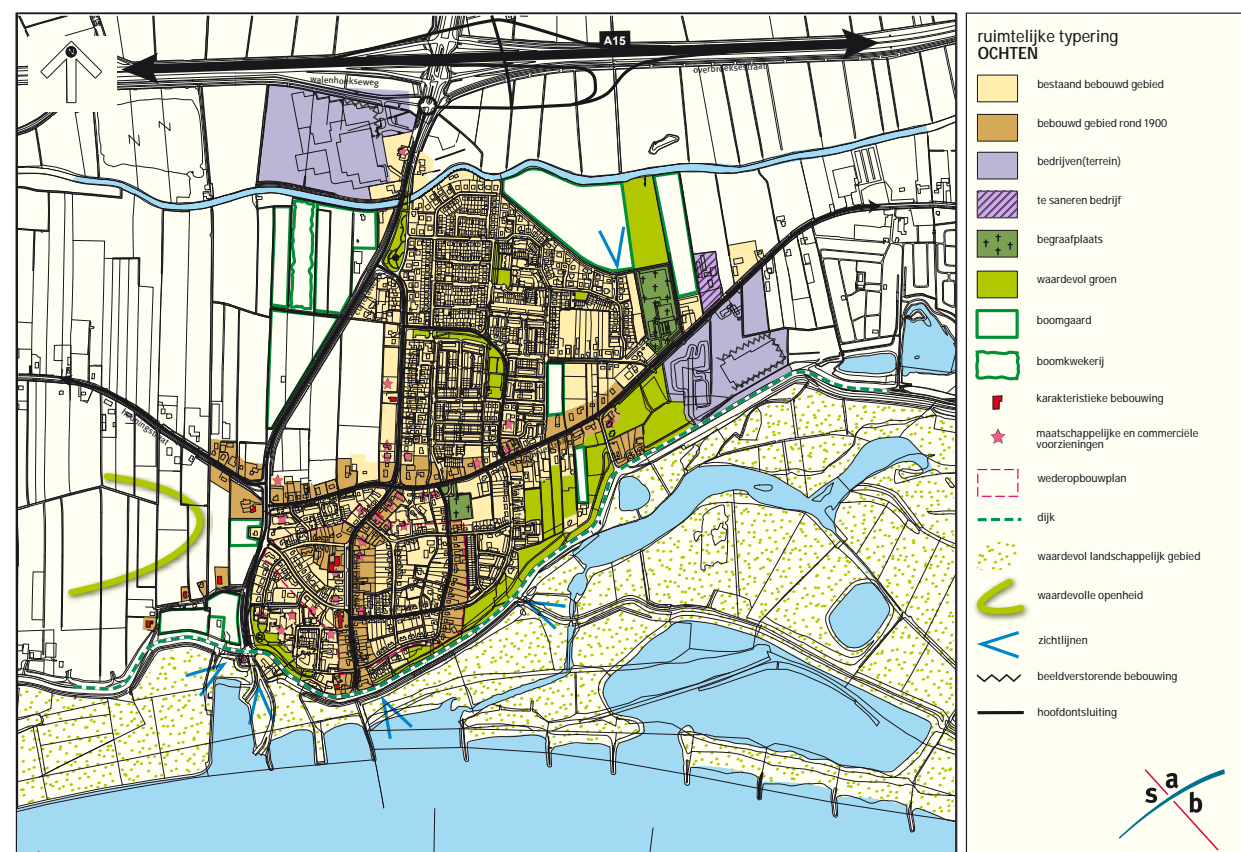 N
A15
walenhoekseweg
overbroeksestraat
N
N
ruimtelijke typering
OCHTEN
bestaand bebouwd gebied
bebouwd gebied rond 1900
bedrijven(terrein)
te saneren bedrijf
begraafplaats
waardevol groen
boomgaard
boomkwekerij
karakteristieke bebouwing
maatschappelijke en commerciële
voorzieningen
wederopbouwplan
dijk
waardevol landschappelijk gebied
waardevolle openheid
zichtlijnen
beeldverstorende bebouwing
hoofdontsluiting
s a b